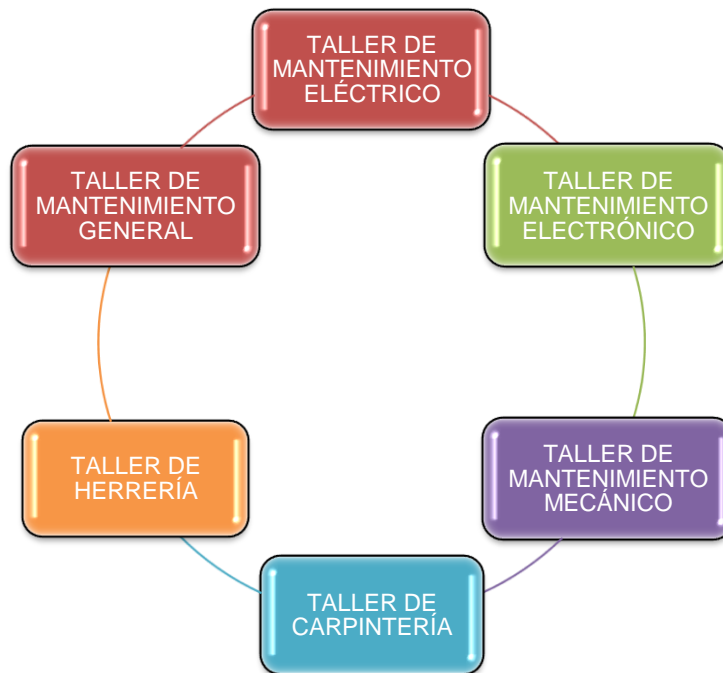 TALLER DE
MANTENIMIENTO
ELÉCTRICO
TALLER DE
MANTENIMIENTO
ELECTRÓNICO
TALLER DE
MANTENIMIENTO
MECÁNICO
TALLER DE
CARPINTERÍA
TALLER DE
HERRERÍA
TALLER DE
MANTENIMIENTO
GENERAL